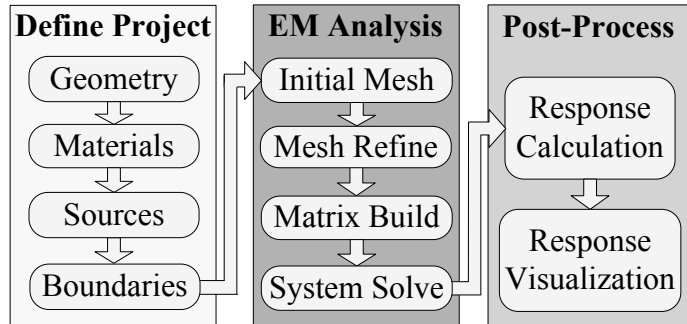 Define Project
Geometry
Materials
Sources
Boundaries
EM Analysis
Initial Mesh
Mesh Refine
Matrix Build
System Solve
Post-Process
Response
Calculation
Response
Visualization